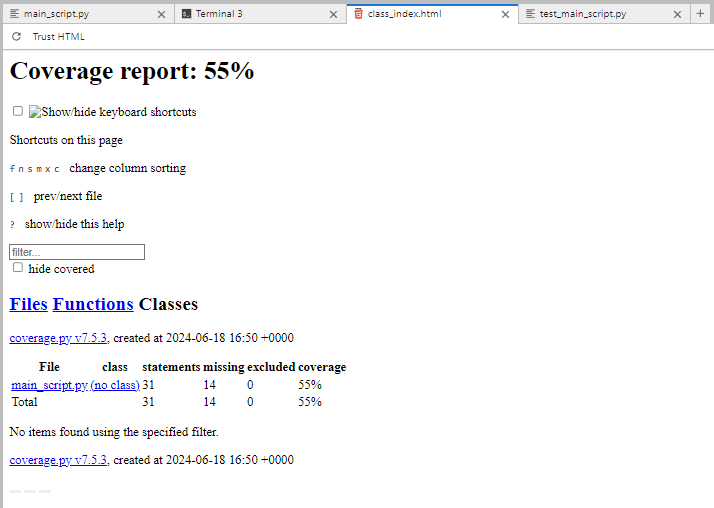 main_script.py
Terminal 3
class_index.html
test_main_script.py
Trust HTML
Coverage report: 55%
Show/hide keyboard shortcuts
Shortcuts on this page
f n s m x c change column sorting
[ ] prev/next file
? show/hide this help
filter...
hide covered
Files Functions Classes
coverage.py v7.5.3, created at 2024-06-18 16:50 +0000
File class statements missing excluded coverage
main_script.py (no class) 31 14 0 55%
Total 31 14 0 55%
No items found using the specified filter.
coverage.py v7.5.3, created at 2024-06-18 16:50 +0000